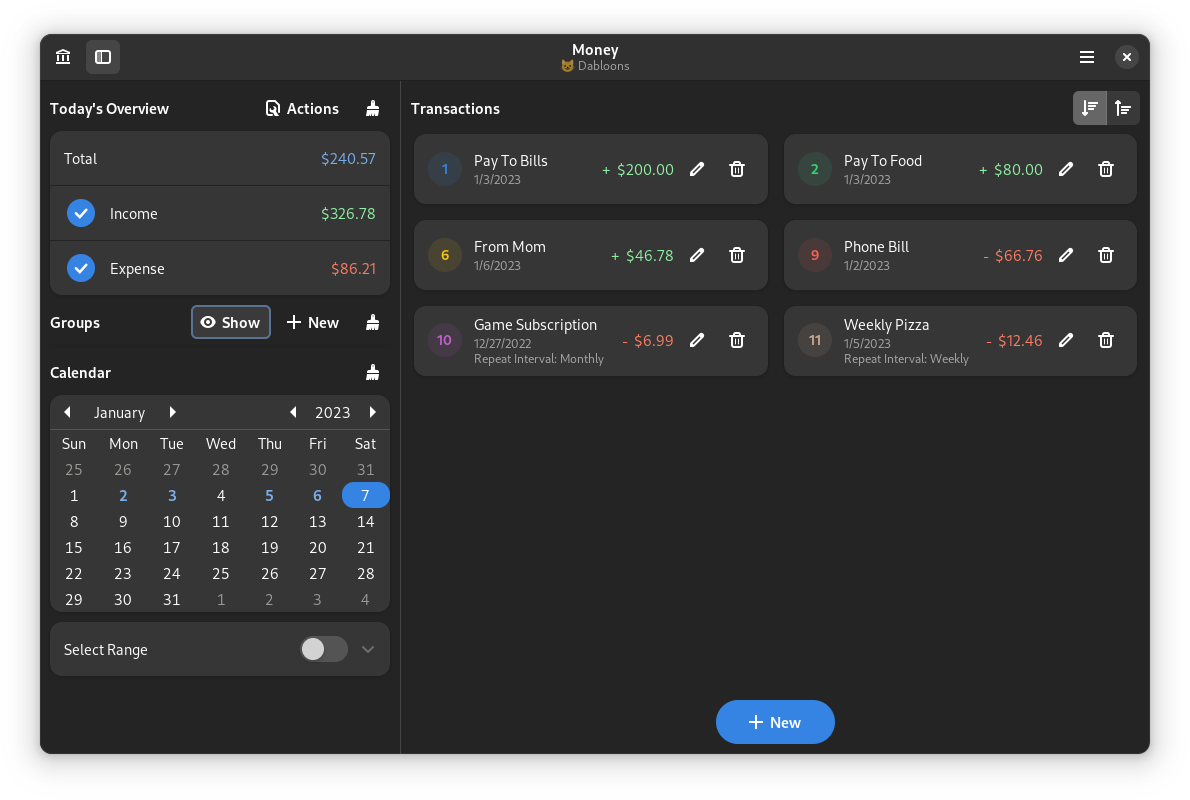 Money
😺 Dabloons
Today's Overview
Actions
Total
$240.57
Income
$326.78
Expense
$86.21
Groups
Show
New
Calendar
January
2023
Sun Mon Tue Wed Thu Fri Sat
25 26 27 28 29 30 31
1 2 3 4 5 6 7
8 9 10 11 12 13 14
15 16 17 18 19 20 21
22 23 24 25 26 27 28
29 30 31 1 2 3 4
Select Range
Transactions
1
Pay To Bills
1/3/2023
+ $200.00
2
Pay To Food
1/3/2023
+ $80.00
6
From Mom
1/6/2023
+ $46.78
9
Phone Bill
1/2/2023
- $66.76
10
Game Subscription
12/27/2022
Repeat Interval: Monthly
- $6.99
11
Weekly Pizza
1/5/2023
Repeat Interval: Weekly
- $12.46
New